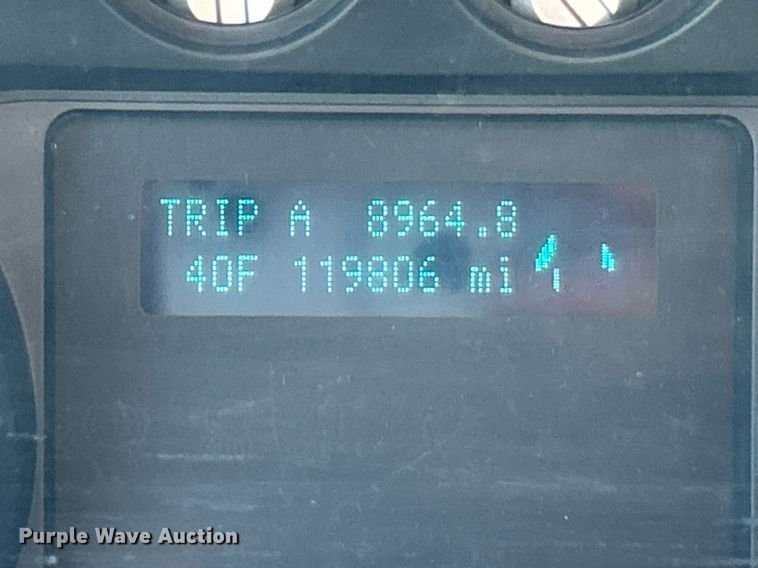 TRIP A 8964.8
40F 119806 mi
Purple Wave Auction